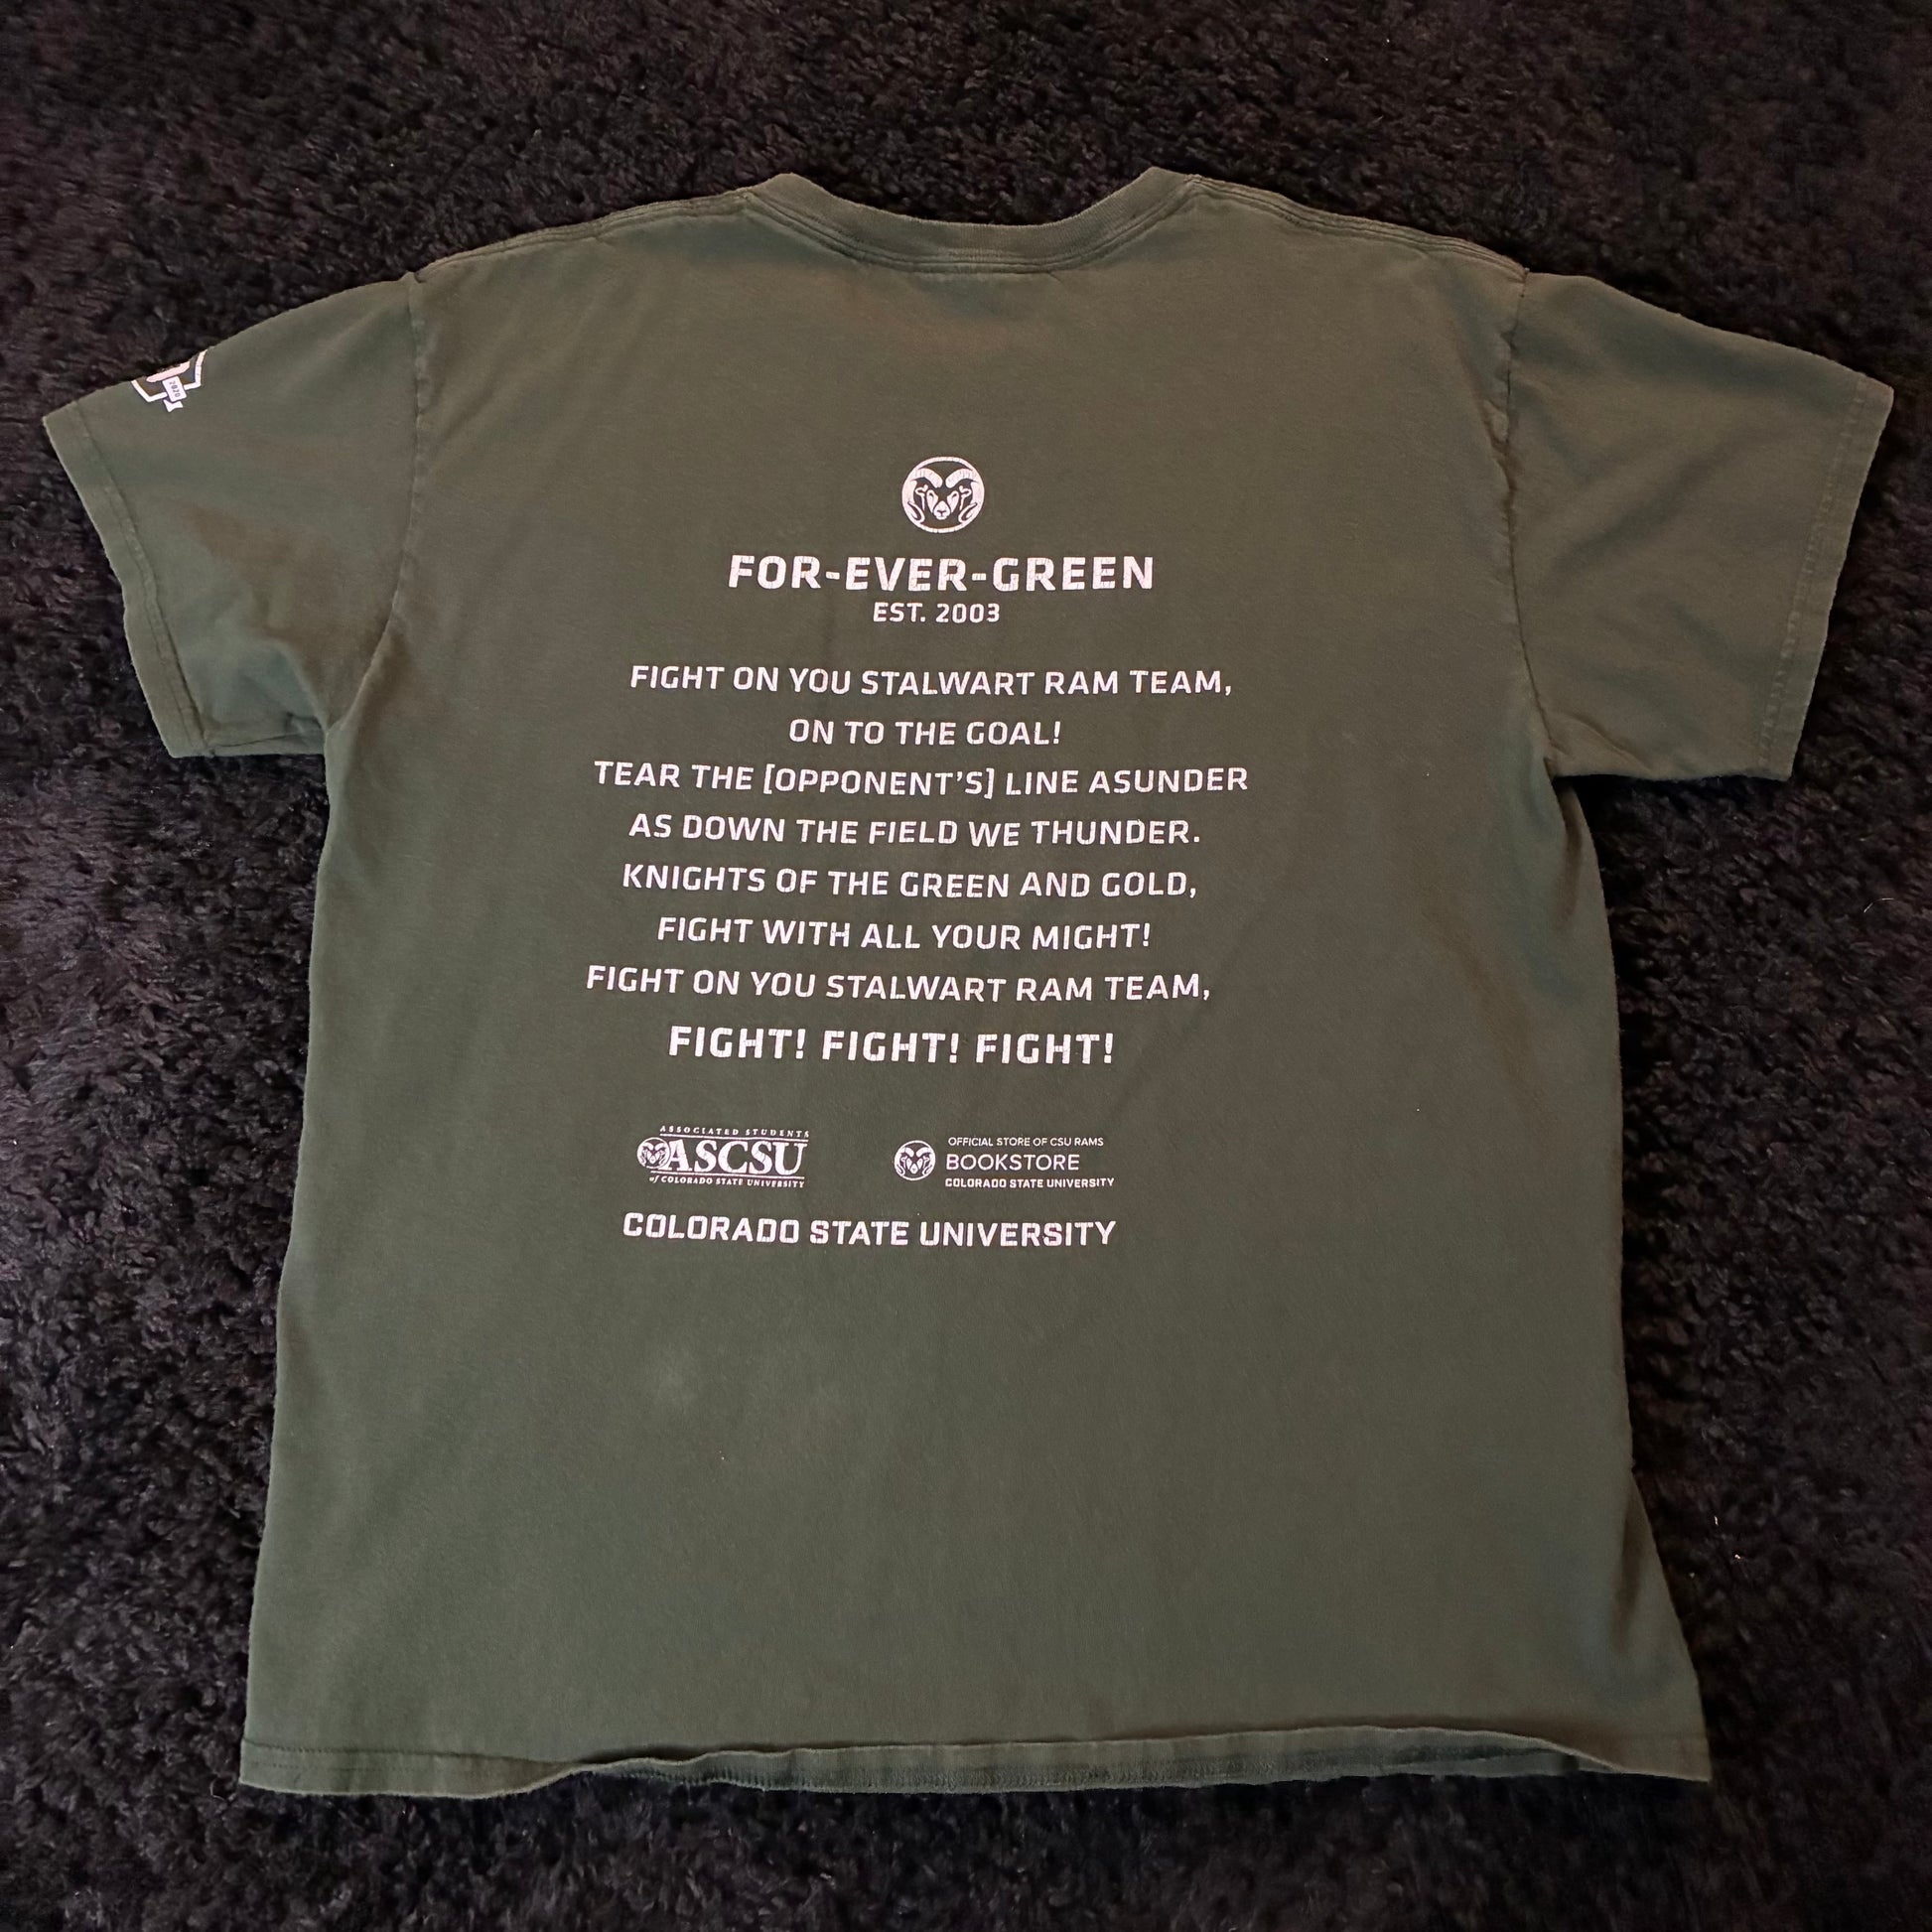 2020
FOR-EVER-GREEN
EST. 2003
FIGHT ON YOU STALWART RAM TEAM,
ON TO THE GOAL!
TEAR THE [OPPONENT'S] LINE ASUNDER
AS DOWN THE FIELD WE THUNDER.
KNIGHTS OF THE GREEN AND GOLD,
FIGHT WITH ALL YOUR MIGHT!
FIGHT ON YOU STALWART RAM TEAM,
FIGHT! FIGHT! FIGHT!
ASSOCIATED STUDENTS
ASCSU
of COLORADO STATE UNIVERSITY
OFFICIAL STORE OF CSU RAMS
BOOKSTORE
COLORADO STATE UNIVERSITY
COLORADO STATE UNIVERSITY